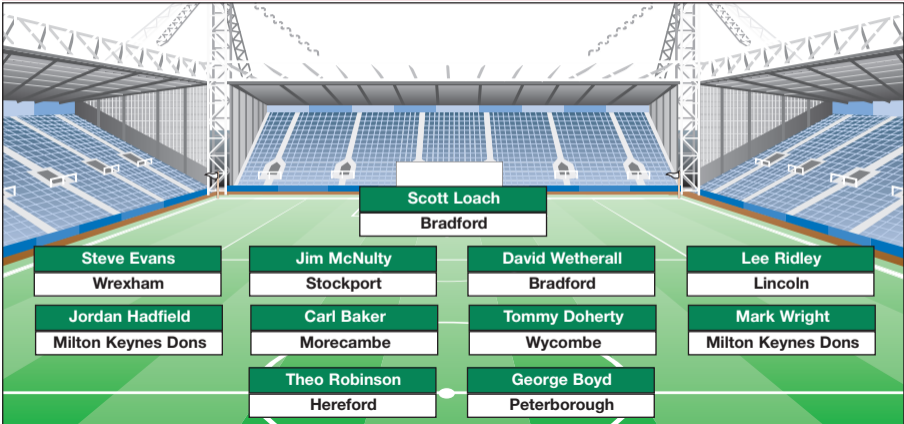 Scott Loach
Bradford
Steve Evans
Wrexham
Jim McNulty
Stockport
David Wetherall
Bradford
Lee Ridley
Lincoln
Jordan Hadfield
Milton Keynes Dons
Carl Baker
Morecambe
Tommy Doherty
Wycombe
Mark Wright
Milton Keynes Dons
Theo Robinson
Hereford
George Boyd
Peterborough